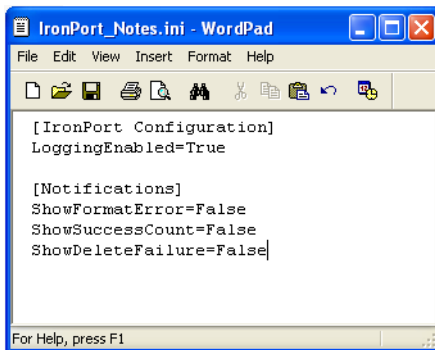 IronPort_Notes.ini - WordPad
File Edit View Insert Format Help
[IronPort Configuration]
LoggingEnabled=True
[Notifications]
ShowFormatError=False
ShowSuccessCount=False
ShowDeleteFailure=False
For Help, press F1